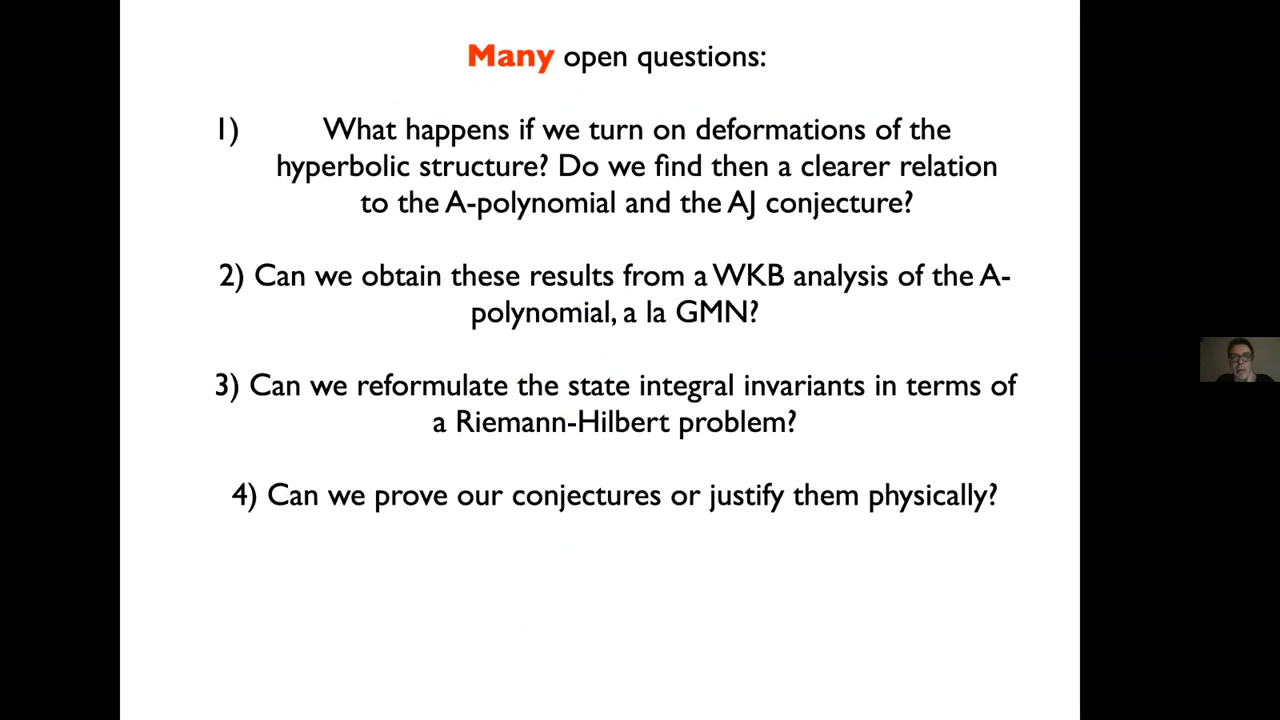 Many open questions:
1) What happens if we turn on deformations of the
hyperbolic structure? Do we find then a clearer relation
to the A-polynomial and the AJ conjecture?
2) Can we obtain these results from a WKB analysis of the A-
polynomial, a la GMN?
3) Can we reformulate the state integral invariants in terms of
a Riemann-Hilbert problem?
4) Can we prove our conjectures or justify them physically?